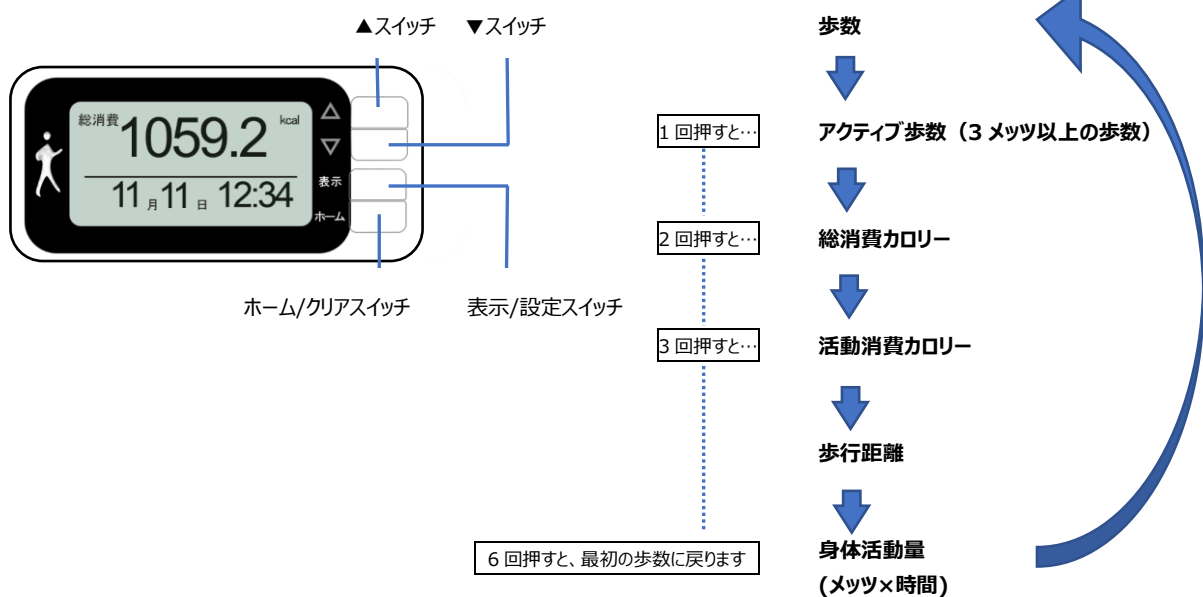 ▲スイッチ ▼スイッチ
総消費 1059.2 kcal
11月11日 12:34
△
▽
表示
ホーム
ホーム/クリアスイッチ 表示/設定スイッチ
歩数
1回押すと…
アクティブ歩数（3メッツ以上の歩数）
2回押すと…
総消費カロリー
3回押すと…
活動消費カロリー
歩行距離
6回押すと、最初の歩数に戻ります
身体活動量
(メッツ×時間)